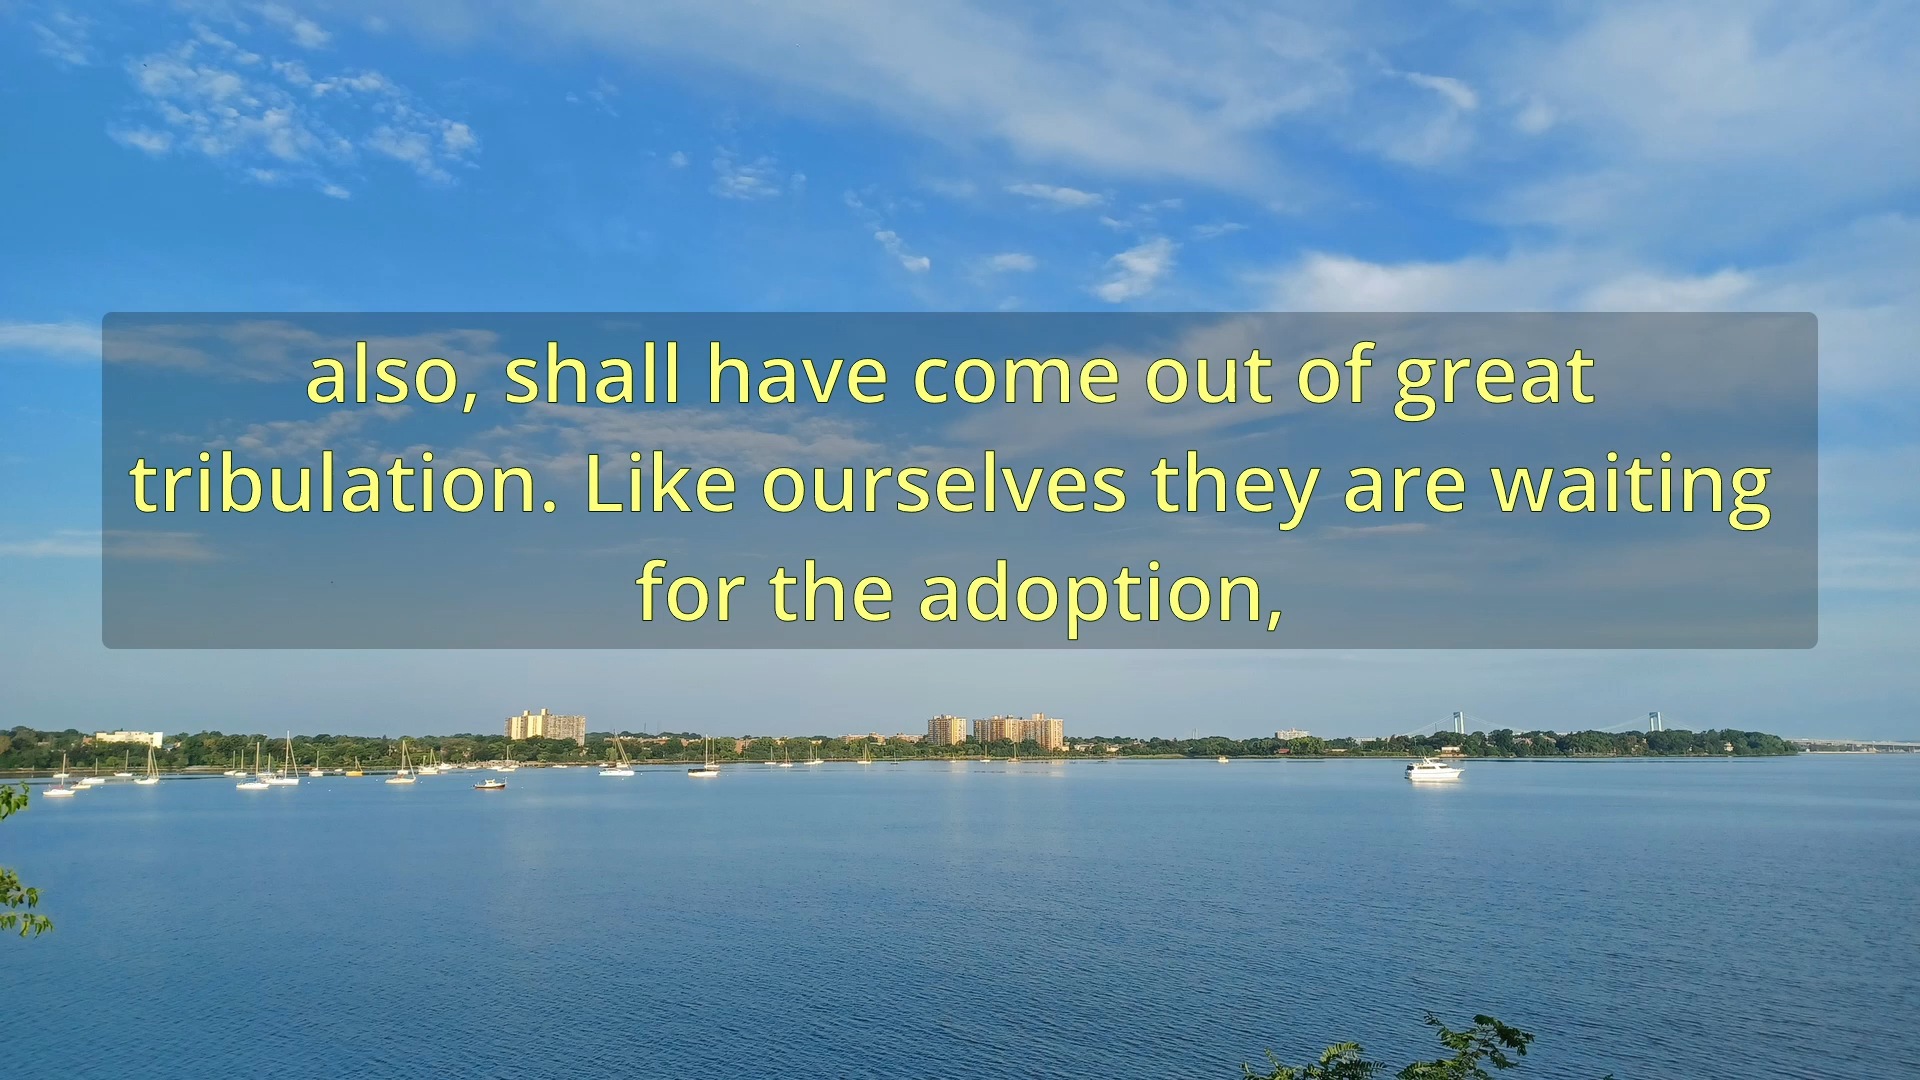 also, shall have come out of great
tribulation. Like ourselves they are waiting
for the adoption,